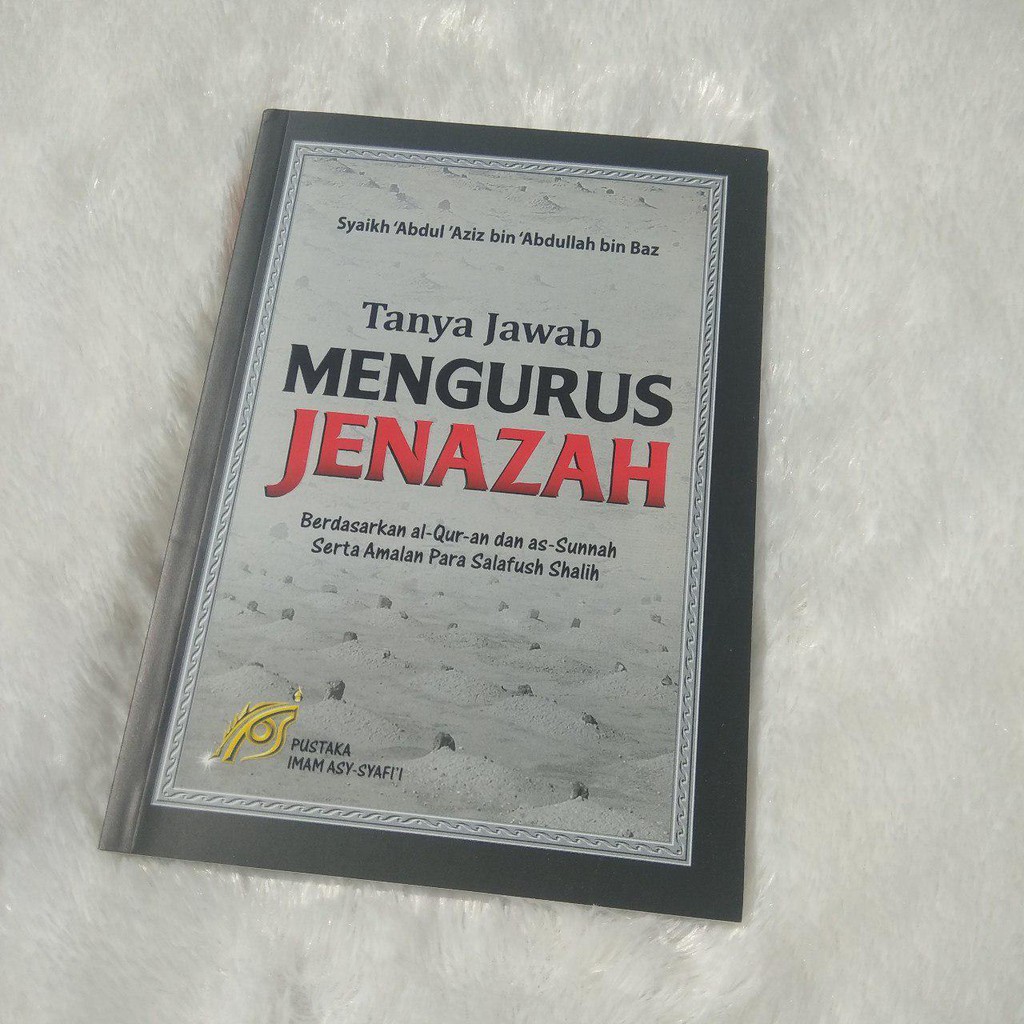 Syaikh 'Abdul 'Aziz bin 'Abdullah bin Baz
Tanya Jawab
MENGURUS
JENAZAH
Berdasarkan al-Qur-an dan as-Sunnah
Serta Amalan Para Salafush Shalih
PUSTAKA
IMAM ASY-SYAFI'I